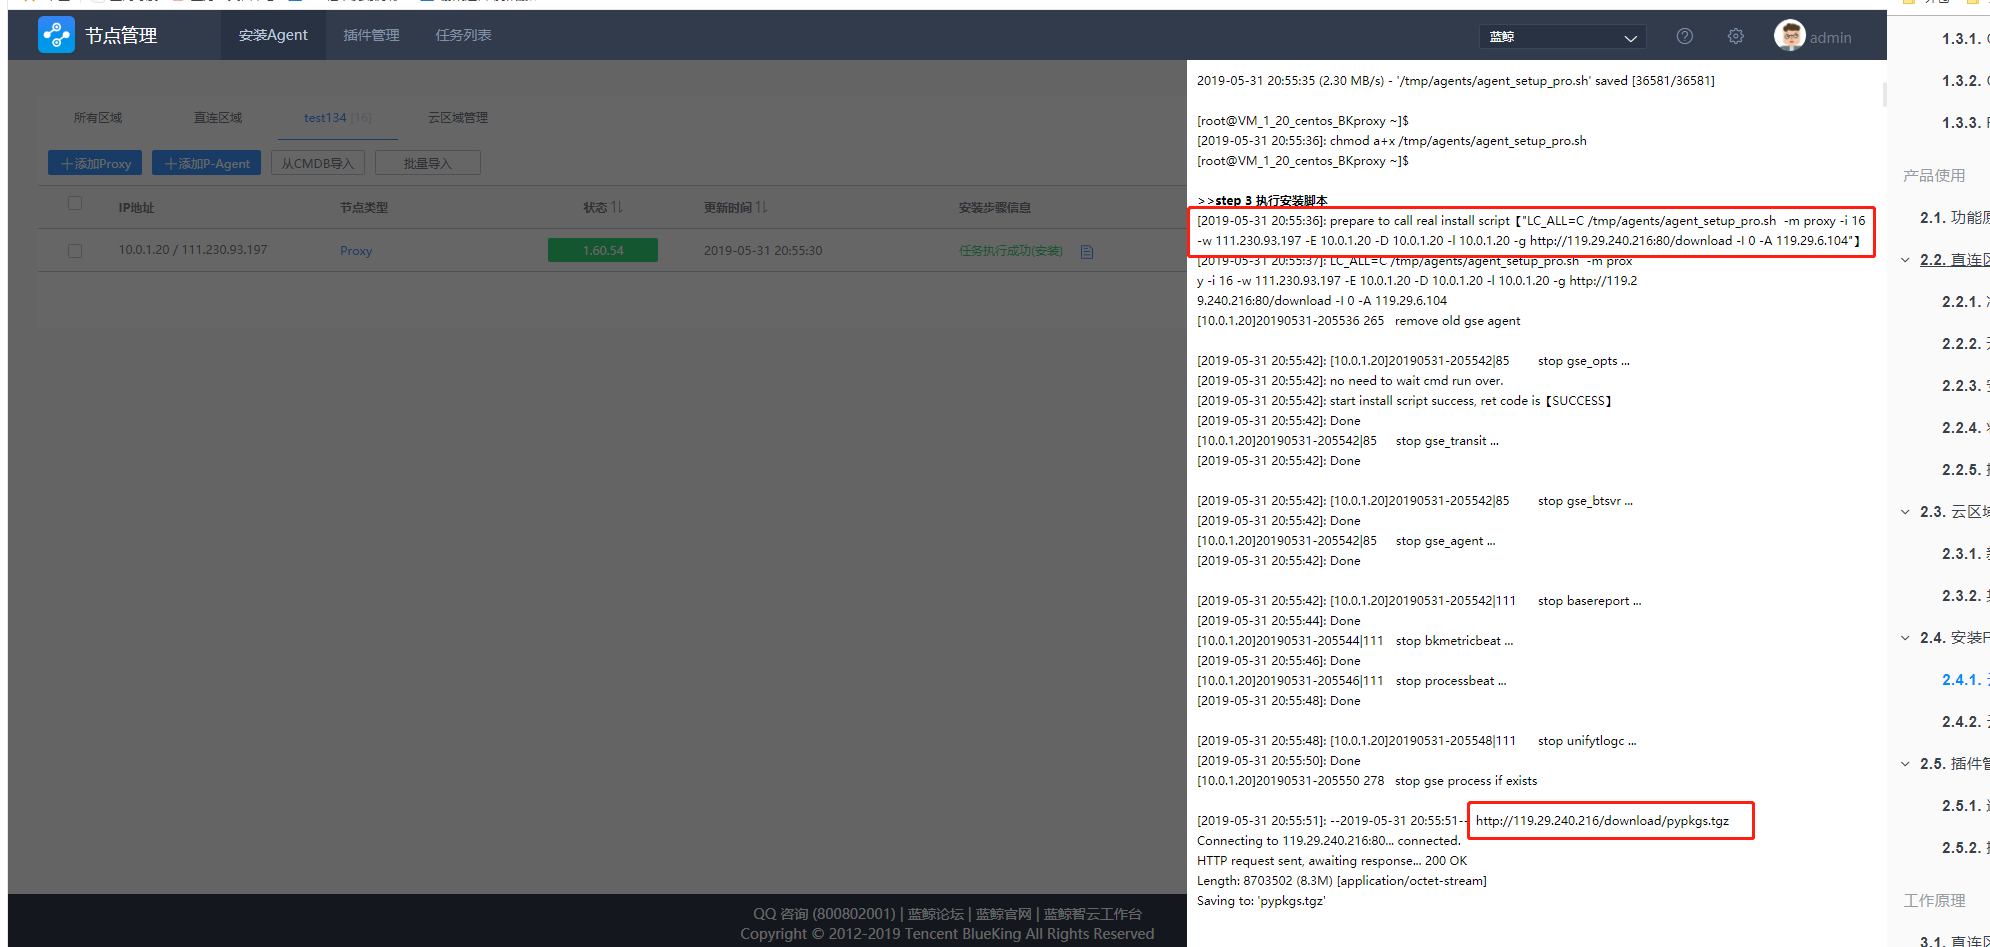 节点管理
安装Agent
插件管理
任务列表
蓝鲸
admin
所有区域
直连区域
test134 [16]
云区域管理
添加Proxy
添加P-Agent
从CMDB导入
批量导入
IP地址
节点类型
状态
更新时间
安装步骤信息
10.0.1.20 / 111.230.93.197
Proxy
1.60.54
2019-05-31 20:55:30
任务执行成功(安装)
2019-05-31 20:55:35 (2.30 MB/s) - '/tmp/agents/agent_setup_pro.sh' saved [36581/36581]
[root@VM_1_20_centos_BKproxy ~]$
[2019-05-31 20:55:36]: chmod a+x /tmp/agents/agent_setup_pro.sh
[root@VM_1_20_centos_BKproxy ~]$
>>step 3 执行安装脚本
[2019-05-31 20:55:36]: prepare to call real install script【"LC_ALL=C /tmp/agents/agent_setup_pro.sh -m proxy -i 16
-w 111.230.93.197 -E 10.0.1.20 -D 10.0.1.20 -l 10.0.1.20 -g http://119.29.240.216:80/download -I 0 -A 119.29.6.104"】
[2019-05-31 20:55:37]: LC_ALL=C /tmp/agents/agent_setup_pro.sh -m prox
y -i 16 -w 111.230.93.197 -E 10.0.1.20 -D 10.0.1.20 -l 10.0.1.20 -g http://119.2
9.240.216:80/download -I 0 -A 119.29.6.104
[10.0.1.20]20190531-205536 265 remove old gse agent
[2019-05-31 20:55:42]: [10.0.1.20]20190531-205542|85 stop gse_opts ...
[2019-05-31 20:55:42]: no need to wait cmd run over.
[2019-05-31 20:55:42]: start install script success, ret code is【SUCCESS】
[2019-05-31 20:55:42]: Done
[10.0.1.20]20190531-205542|85 stop gse_transit ...
[2019-05-31 20:55:42]: Done
[2019-05-31 20:55:42]: [10.0.1.20]20190531-205542|85 stop gse_btsvr ...
[2019-05-31 20:55:42]: Done
[10.0.1.20]20190531-205542|85 stop gse_agent ...
[2019-05-31 20:55:42]: Done
[2019-05-31 20:55:42]: [10.0.1.20]20190531-205542|111 stop basereport ...
[2019-05-31 20:55:44]: Done
[10.0.1.20]20190531-205544|111 stop bkmetricbeat ...
[2019-05-31 20:55:46]: Done
[10.0.1.20]20190531-205546|111 stop processbeat ...
[2019-05-31 20:55:48]: Done
[2019-05-31 20:55:48]: [10.0.1.20]20190531-205548|111 stop unifytlogc ...
[2019-05-31 20:55:50]: Done
[10.0.1.20]20190531-205550 278 stop gse process if exists
[2019-05-31 20:55:51]: --2019-05-31 20:55:51-- http://119.29.240.216/download/pypkgs.tgz
Connecting to 119.29.240.216:80... connected.
HTTP request sent, awaiting response... 200 OK
Length: 8703502 (8.3M) [application/octet-stream]
Saving to: 'pypkgs.tgz'
QQ 咨询 (800802001) | 蓝鲸论坛 | 蓝鲸官网 | 蓝鲸智云工作台
Copyright © 2012-2019 Tencent BlueKing All Rights Reserved
1.3.1.
1.3.2.
1.3.3.
产品使用
2.1. 功能
2.2. 直连区
2.2.1.
2.2.2.
2.2.3.
2.2.4.
2.2.5.
2.3. 云区域
2.3.1.
2.3.2.
2.4. 安装P
2.4.1.
2.4.2.
2.5. 插件管
2.5.1.
2.5.2.
工作原理
3.1. 直连区